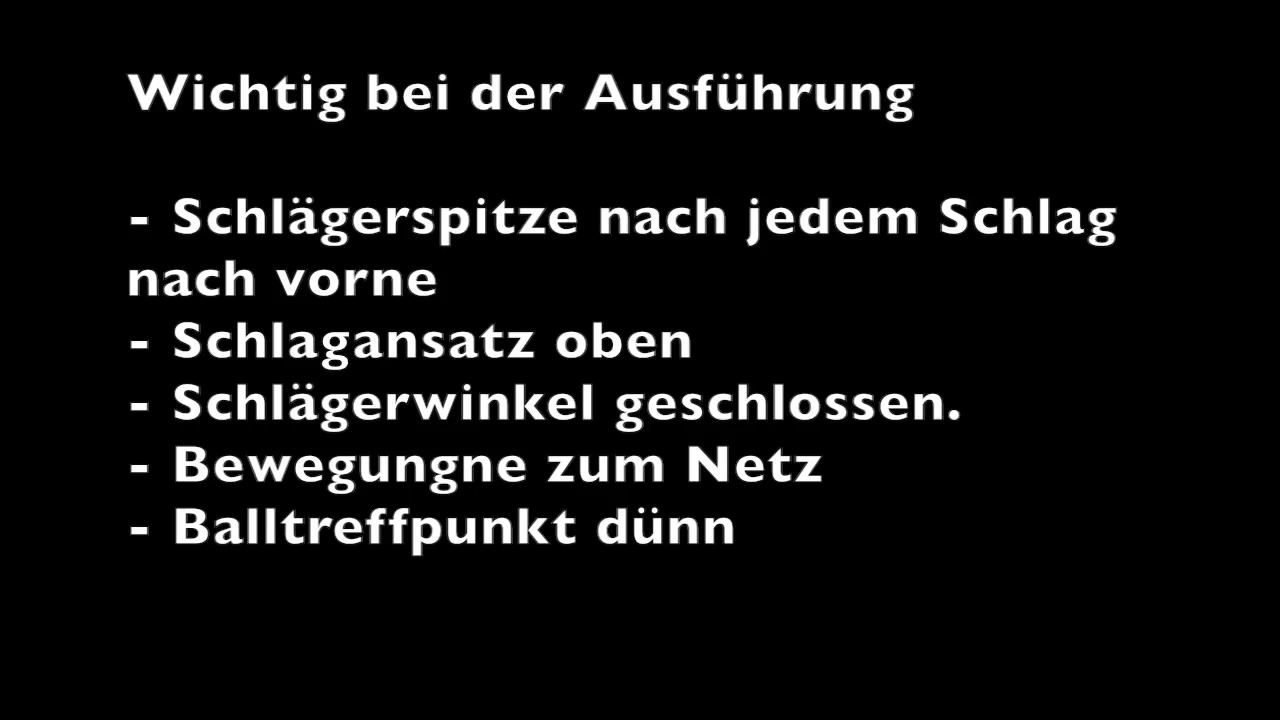 Wichtig bei der Ausführung
- Schlägerspitze nach jedem Schlag
nach vorne
- Schlagansatz oben
- Schlägerwinkel geschlossen.
- Bewegungne zum Netz
- Balltreffpunkt dünn